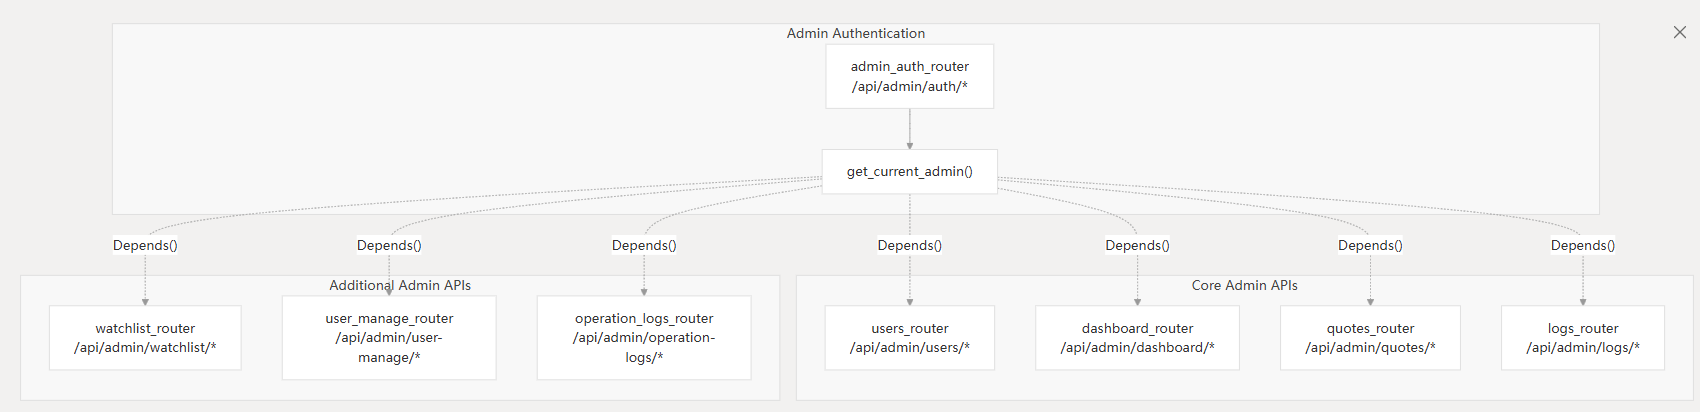 Admin Authentication
admin_auth_router
/api/admin/auth/*
get_current_admin()
Depends()
Depends()
Depends()
Depends()
Depends()
Depends()
Depends()
Additional Admin APIs
watchlist_router
/api/admin/watchlist/*
user_manage_router
/api/admin/user-
manage/*
operation_logs_router
/api/admin/operation-
logs/*
Core Admin APIs
users_router
/api/admin/users/*
dashboard_router
/api/admin/dashboard/*
quotes_router
/api/admin/quotes/*
logs_router
/api/admin/logs/*